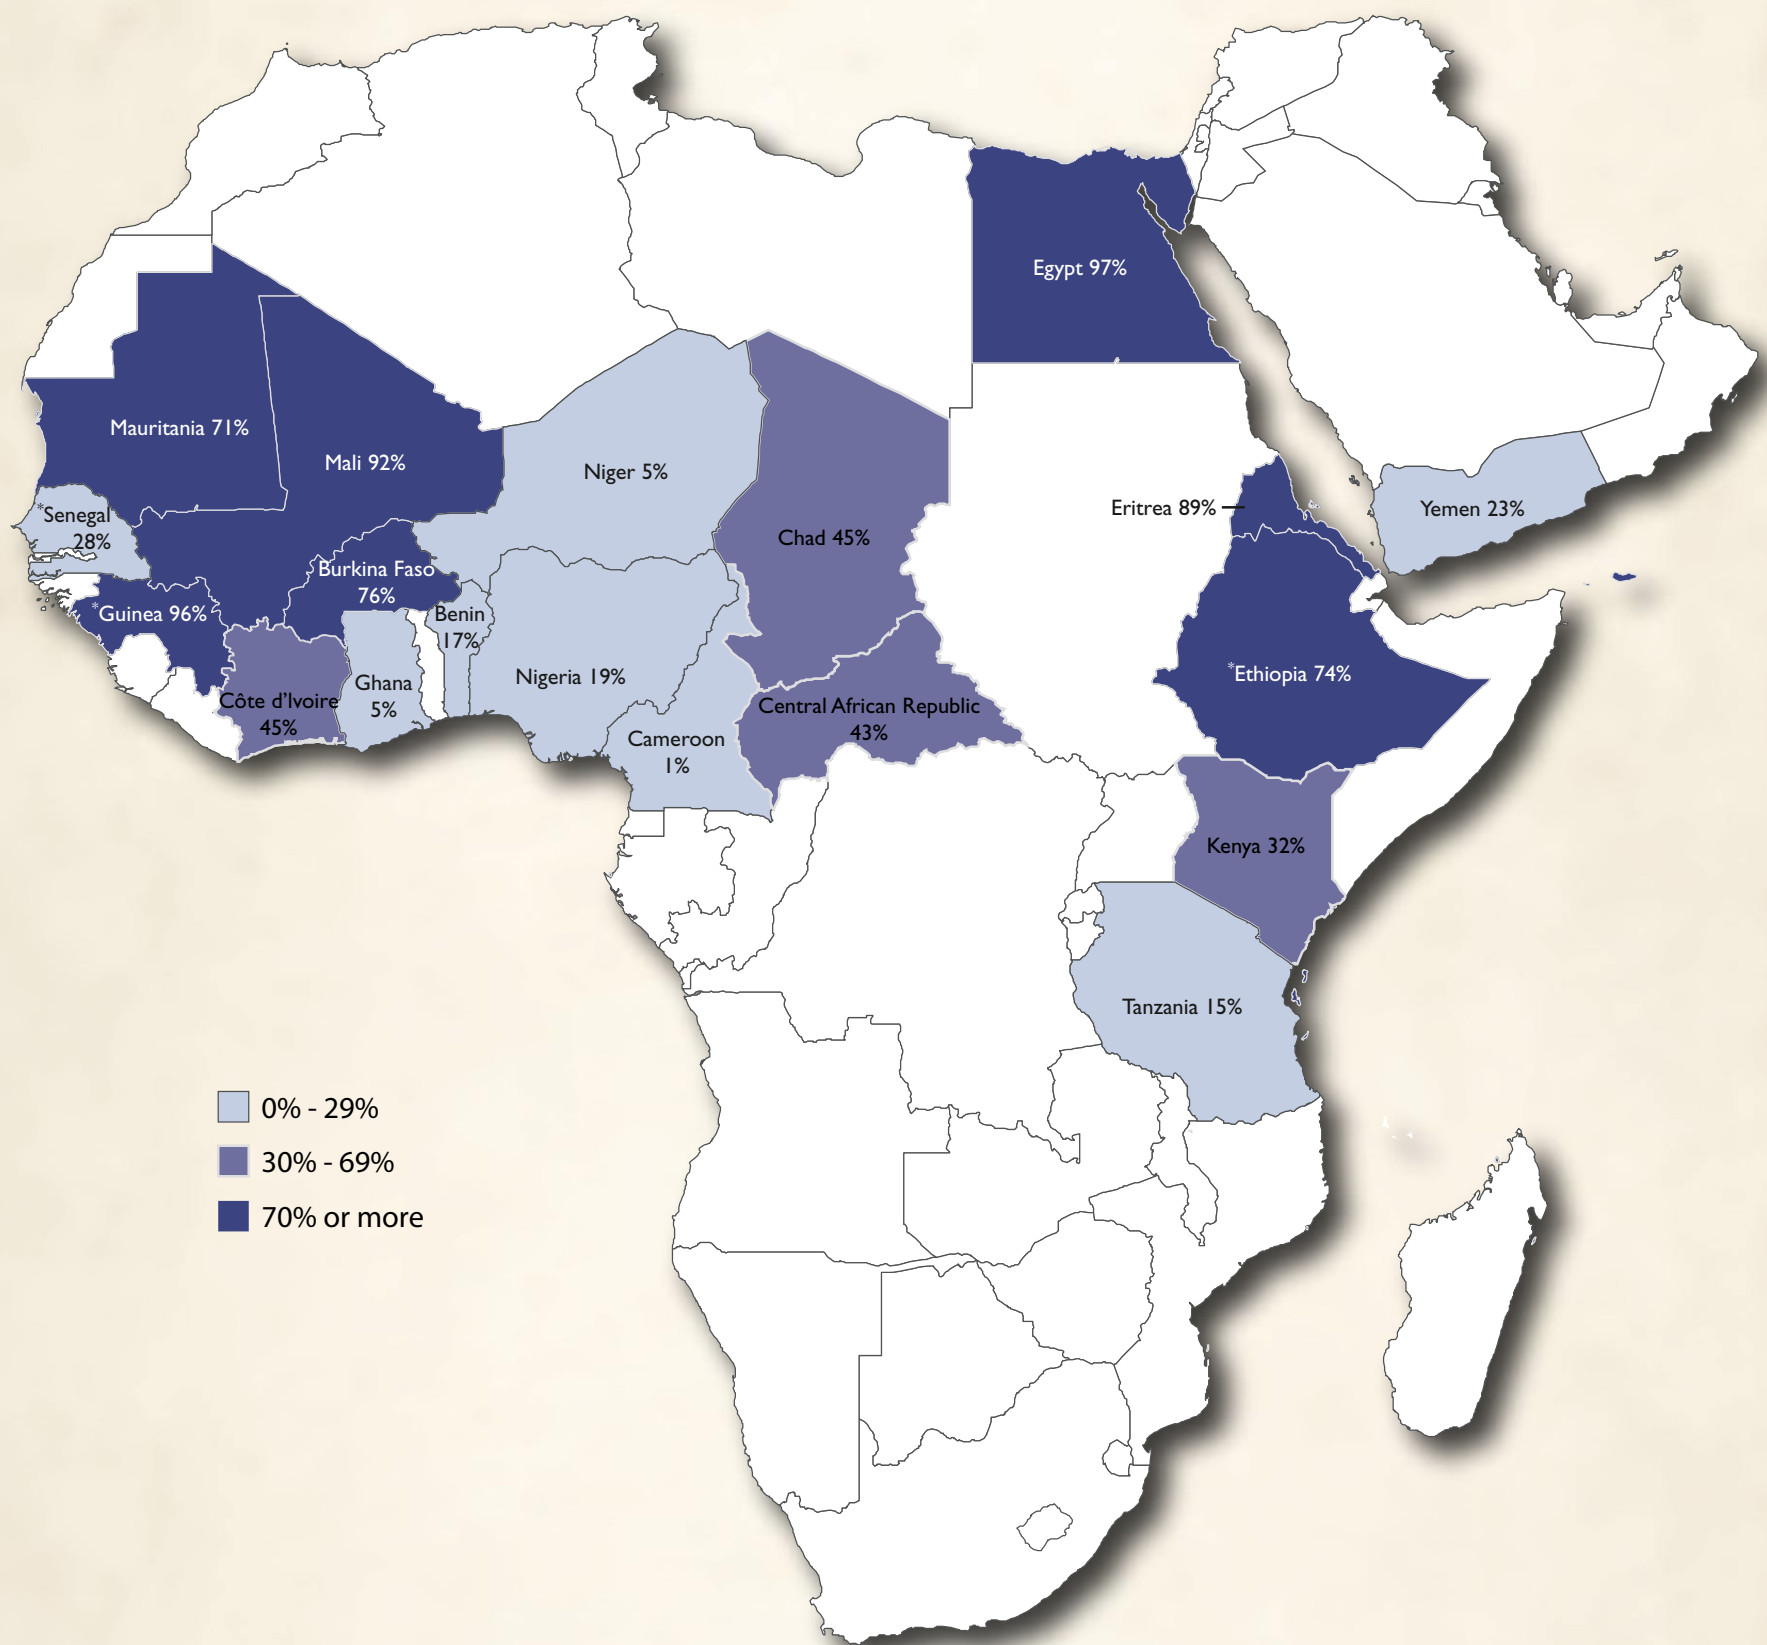 Egypt 97%
Mauritania 71%
Mali 92%
Niger 5%
Eritrea 89%
Yemen 23%
*Senegal
28%
Chad 45%
Burkina Faso
76%
*Guinea 96%
Benin
17%
Nigeria 19%
*Ethiopia 74%
Ghana
5%
Côte d'Ivoire
45%
Central African Republic
43%
Cameroon
1%
Kenya 32%
Tanzania 15%
0% - 29%
30% - 69%
70% or more